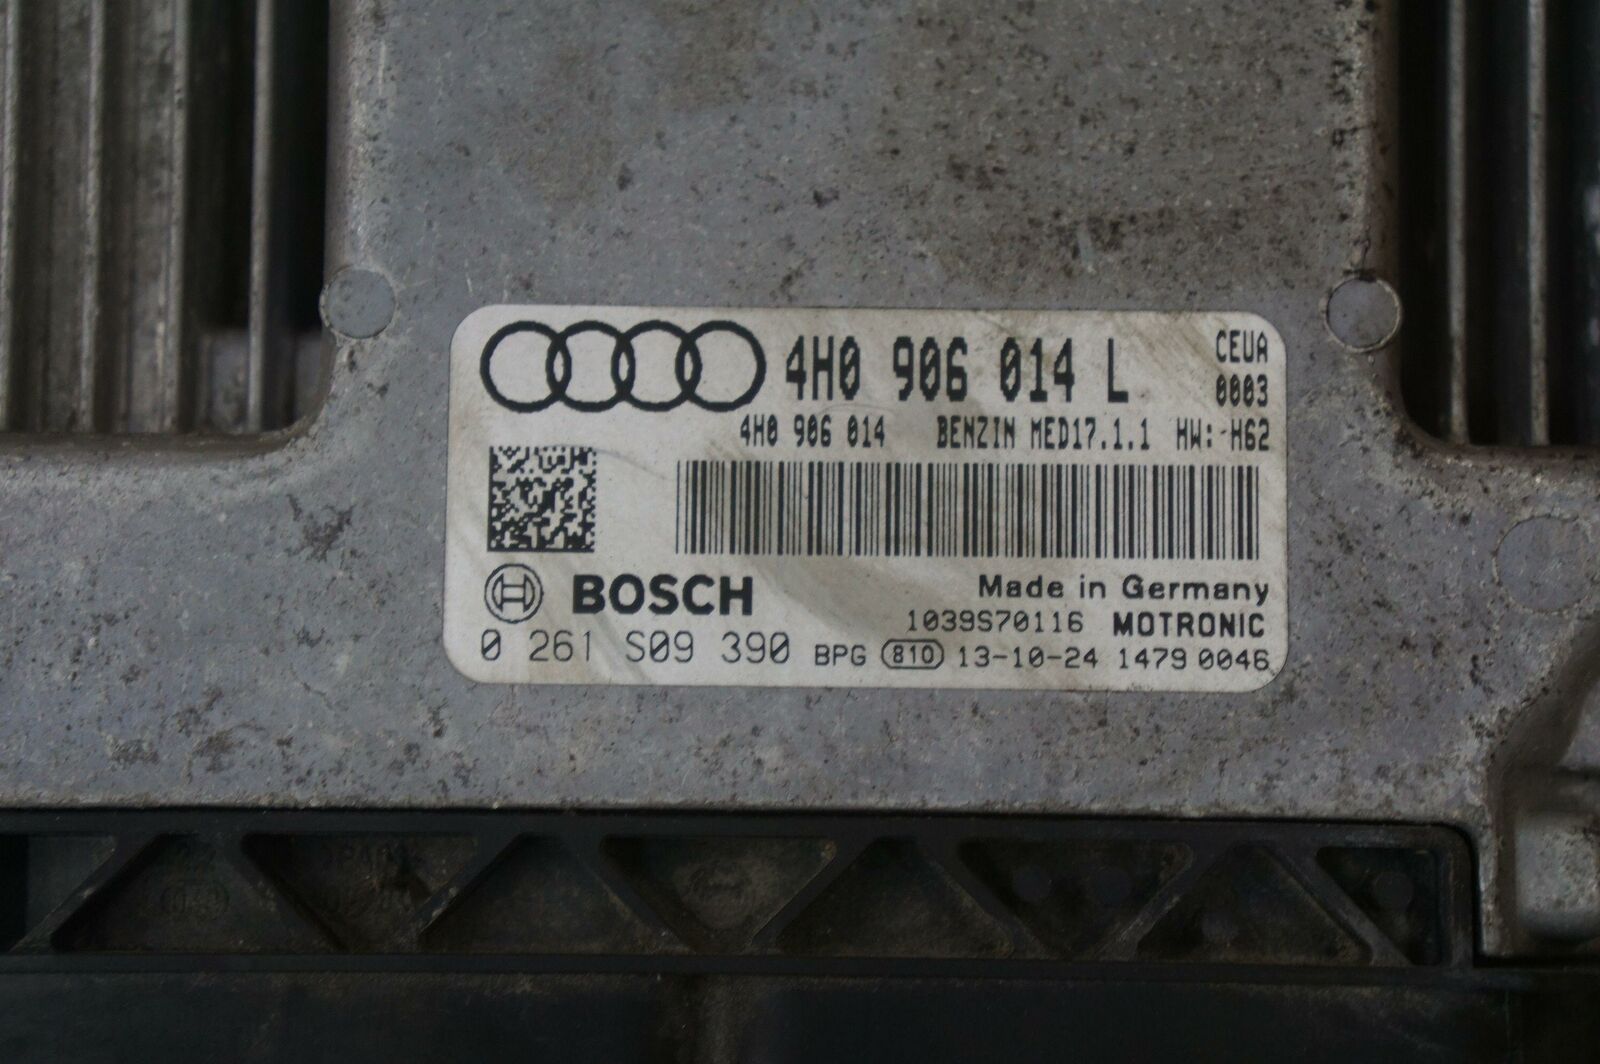 4H0 906 014 L
CEUA
0003
4H0 906 014 BENZIN MED17.1.1 HW: H62
BOSCH
Made in Germany
1039S70116 MOTRONIC
0 261 S09 390 BPG 810 13-10-24 1479 0046